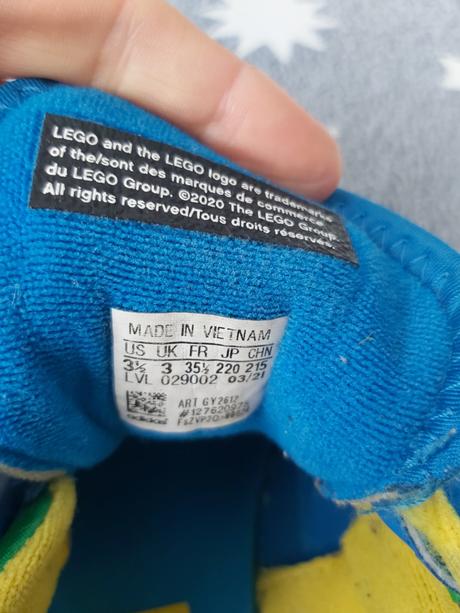 LEGO and the LEGO logo are trademarks
of the/sont des marques de commerce
du LEGO Group. ©2020 The LEGO Group.
All rights reserved/Tous droits réservés.
MADE IN VIETNAM
US UK FR JP CHN
3½ 3 35½ 220 215
LVL 029002 03/21
ART GY2612
adidas